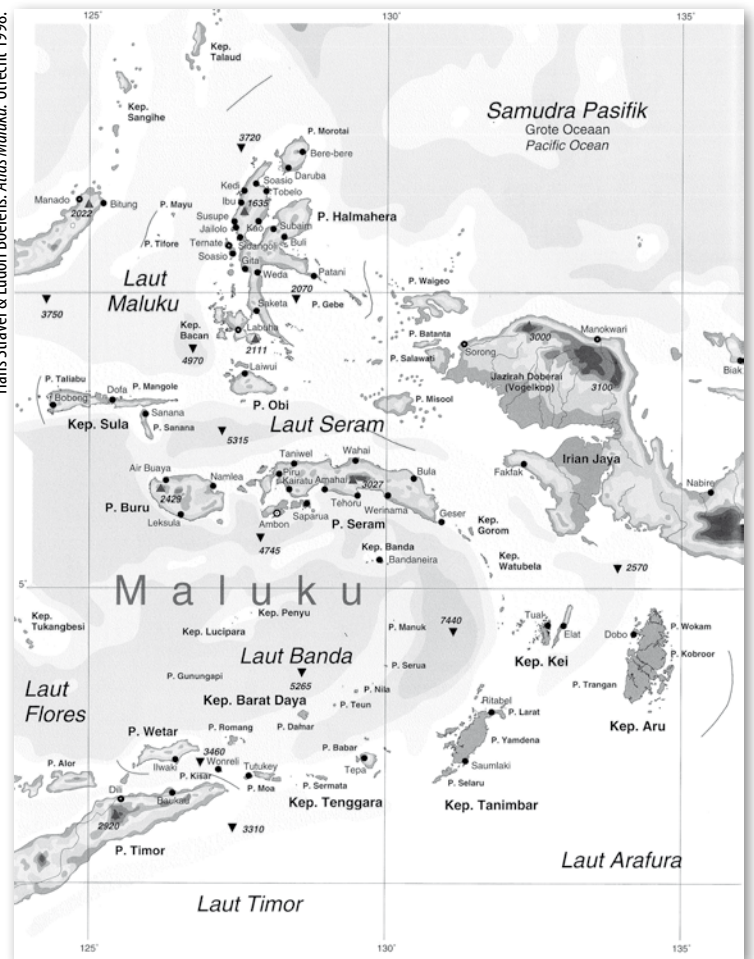 125°
130°
135°
Hans Straver & Ludon Boelens. Atlas Maluku. Utrecht 1998.
Kep.
Talaud
Kep.
Sangihe
Samudra Pasifik
Grote Oceaan
Pacific Ocean
P. Morotai
3720
Bere-bere
Daruba
Soasio
Kedi
Tobelo
Manado
Bitung
2022
P. Mayu
Ibu
1635
Susupe
P. Halmahera
Jailolo
Kao
Subaim
P. Tifore
Ternate
Sidangoli
Buli
Soasio
Gita
Weda
Patani
Laut
Maluku
2070
P. Gebe
P. Waigeo
3750
Saketa
Kep.
Bacan
Labuha
4970
2111
P. Batanta
Sorong
3000
Manokwari
P. Salawati
Biak
Laiwui
P. Taliabu
Dofa
P. Mangole
Jazirah Doberai
(Vogelkop)
3100
Bobong
P. Obi
P. Misool
Sanana
Kep. Sula
P. Sanana
5315
Laut Seram
Taniwel
Wahai
Irian Jaya
Air Buaya
Namlea
Piru
Kairatu
Amahai
3027
Bula
Fakfak
Nabire
2429
P. Buru
Tehoru
Werinama
Leksula
Ambon
Saparua
P. Seram
Geser
Kep.
Gorom
4745
Kep. Banda
Bandaneira
Kep.
Watubela
2570
5°
Maluku
Kep.
Tukangbesi
Kep. Penyu
Kep. Lucipara
P. Manuk
7440
Tual
Elat
Dobo
P. Wokam
Laut Banda
Kep. Kei
P. Kobroor
P. Serua
P. Gunungapi
5265
Laut
Flores
P. Nila
P. Trangan
Kep. Barat Daya
P. Teun
Ritabel
P. Larat
Kep. Aru
P. Wetar
P. Romang
P. Damar
P. Yamdena
3460
P. Babar
Ilwaki
Wonreli
Tutukey
Tepa
Saumlaki
P. Alor
P. Kisar
P. Moa
P. Sermata
P. Selaru
Dili
Baukau
Kep. Tenggara
Kep. Tanimbar
2920
3310
P. Timor
Laut Arafura
Laut Timor
125°
130°
135°